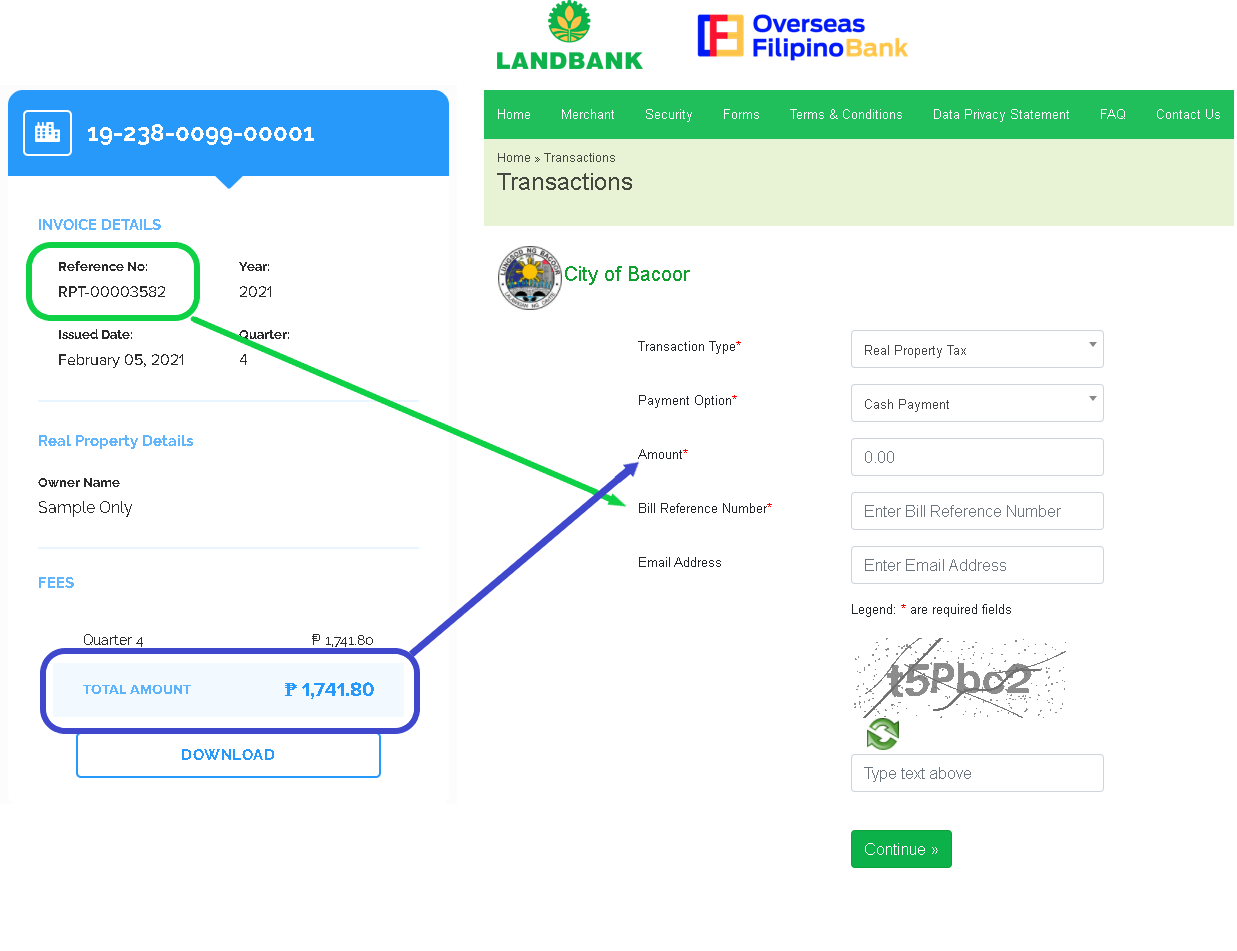 LANDBANK
Overseas
FilipinoBank
19-238-0099-00001
INVOICE DETAILS
Reference No: Year:
RPT-00003582 2021
Issued Date: Quarter:
February 05, 2021 4
Real Property Details
Owner Name
Sample Only
FEES
Quarter 4 ₱ 1,741.80
TOTAL AMOUNT ₱ 1,741.80
DOWNLOAD
Home Merchant Security Forms Terms & Conditions Data Privacy Statement FAQ Contact Us
Home » Transactions
Transactions
LUNGSOD NG BACOOR
City of Bacoor
Transaction Type* Real Property Tax
Payment Option* Cash Payment
Amount* 0.00
Bill Reference Number* Enter Bill Reference Number
Email Address Enter Email Address
Legend: * are required fields
t5Pbc2
Type text above
Continue »